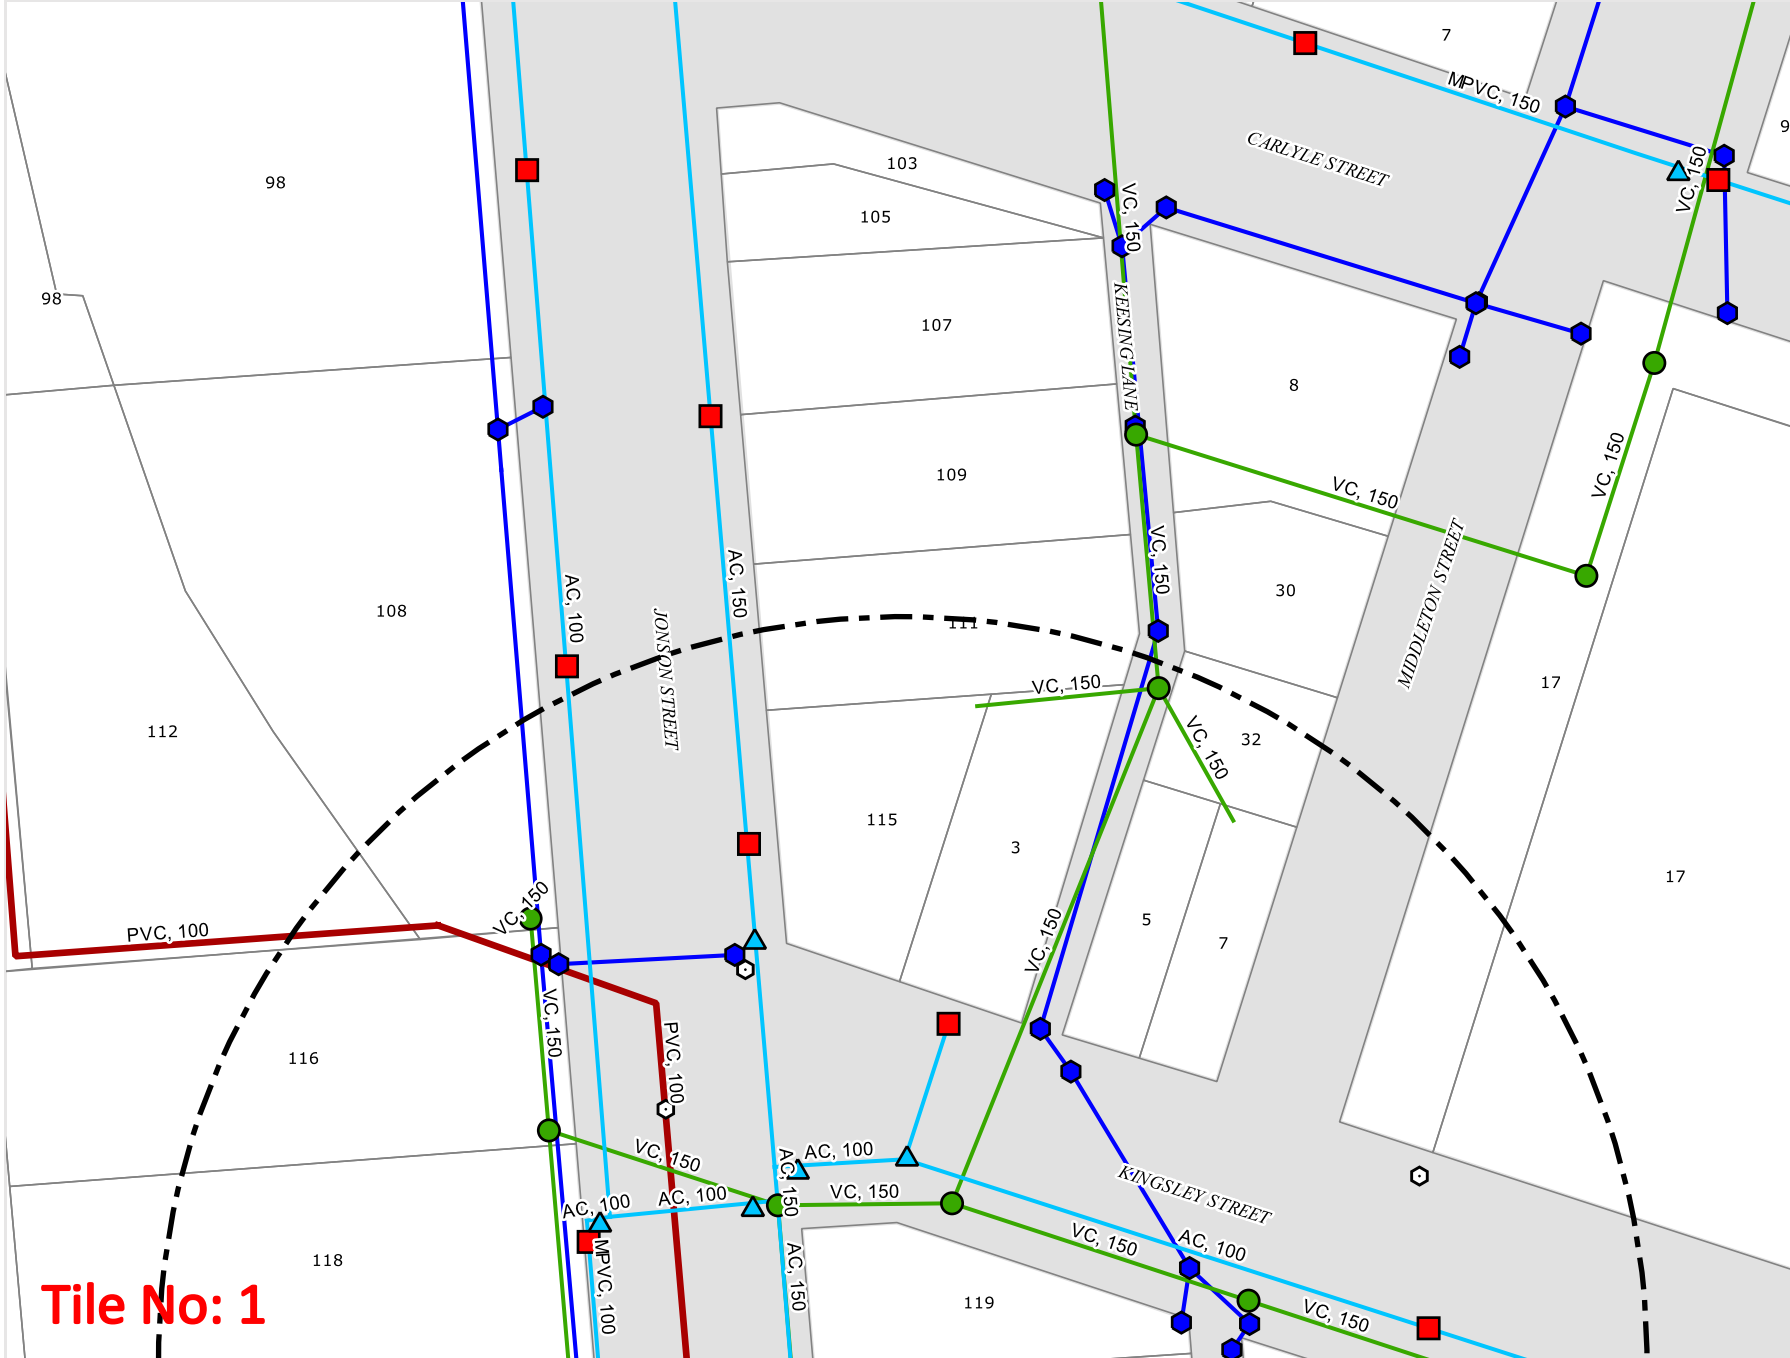 7
MPVC, 150
9
CARLYLE STREET
VC, 150
98
103
VC, 150
105
98
107
KEESING LANE
8
109
VC, 150
VC, 150
VC, 150
AC, 150
AC, 100
30
MIDDLETON STREET
108
111
JONSON STREET
VC, 150
17
112
32
VC, 150
115
3
17
VC, 150
PVC, 100
5
7
VC, 150
VC, 150
116
PVC, 100
VC, 150
AC, 100
AC, 150
VC, 150
AC, 100
AC, 100
KINGSLEY STREET
VC, 150
AC, 100
118
MPVC, 100
AC, 150
119
VC, 150
Tile No: 1